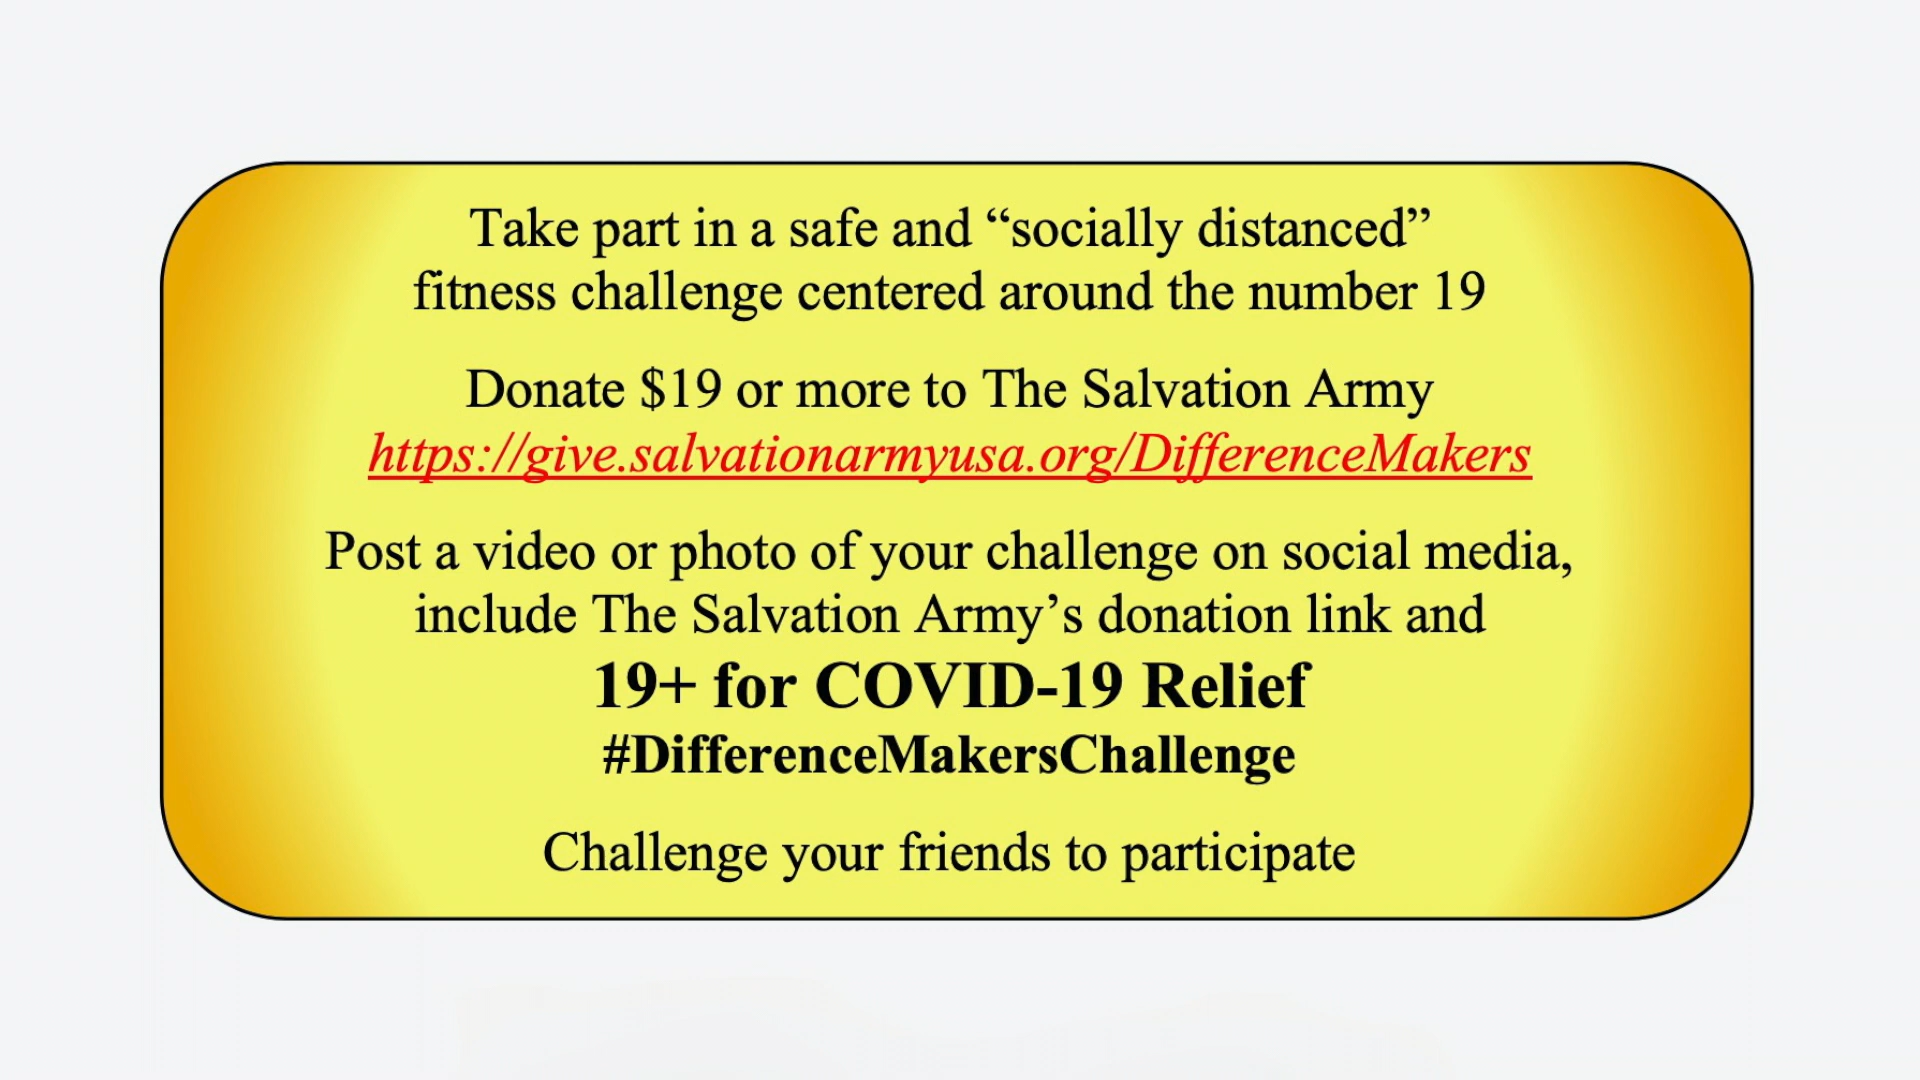 Take part in a safe and “socially distanced”
fitness challenge centered around the number 19
Donate $19 or more to The Salvation Army
https://give.salvationarmyusa.org/DifferenceMakers
Post a video or photo of your challenge on social media,
include The Salvation Army’s donation link and
19+ for COVID-19 Relief
#DifferenceMakersChallenge
Challenge your friends to participate